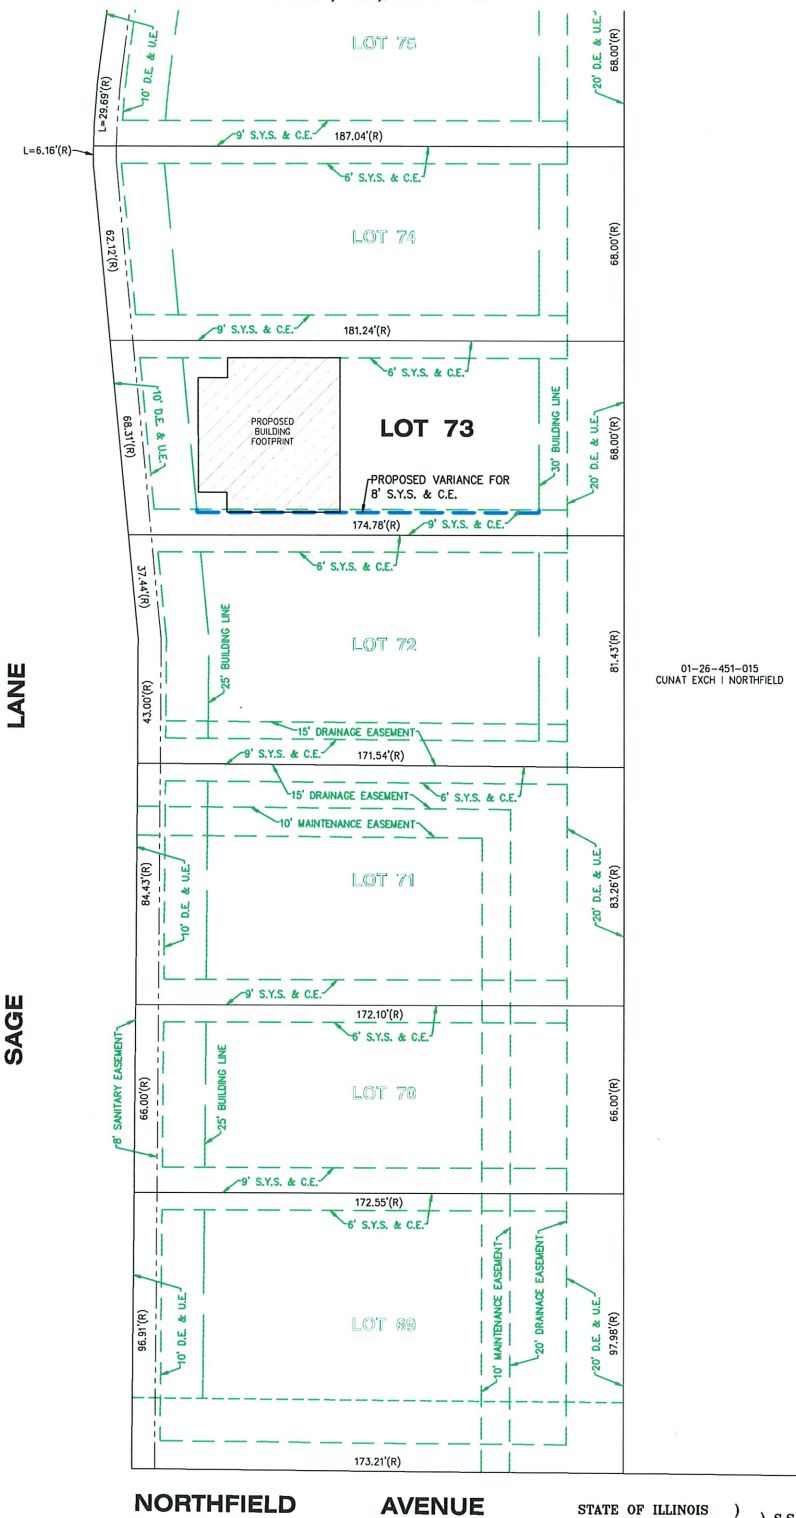 LOT 75
10' D.E. & U.E.
20' D.E. & U.E.
68.00'(R)
L=29.69'(R)
9' S.Y.S. & C.E.
187.04'(R)
L=6.16'(R)
6' S.Y.S. & C.E.
62.12'(R)
LOT 74
68.00'(R)
9' S.Y.S. & C.E.
181.24'(R)
6' S.Y.S. & C.E.
10' D.E. & U.E.
68.31'(R)
PROPOSED
BUILDING
FOOTPRINT
LOT 73
30' BUILDING LINE
20' D.E. & U.E.
68.00'(R)
PROPOSED VARIANCE FOR
8' S.Y.S. & C.E.
174.78'(R)
9' S.Y.S. & C.E.
6' S.Y.S. & C.E.
37.44'(R)
25' BUILDING LINE
LOT 72
81.43'(R)
43.00'(R)
01-26-451-015
CUNAT EXCH I NORTHFIELD
LANE
15' DRAINAGE EASEMENT
9' S.Y.S. & C.E.
171.54'(R)
15' DRAINAGE EASEMENT
6' S.Y.S. & C.E.
10' MAINTENANCE EASEMENT
84.43'(R)
10' D.E. & U.E.
LOT 71
20' D.E. & U.E.
83.26'(R)
9' S.Y.S. & C.E.
172.10'(R)
SAGE
6' S.Y.S. & C.E.
8' SANITARY EASEMENT
66.00'(R)
25' BUILDING LINE
LOT 70
66.00'(R)
9' S.Y.S. & C.E.
172.55'(R)
6' S.Y.S. & C.E.
96.91'(R)
10' D.E. & U.E.
LOT 69
10' MAINTENANCE EASEMENT
20' DRAINAGE EASEMENT
20' D.E. & U.E.
97.98'(R)
173.21'(R)
NORTHFIELD AVENUE
STATE OF ILLINOIS )
) S.S.